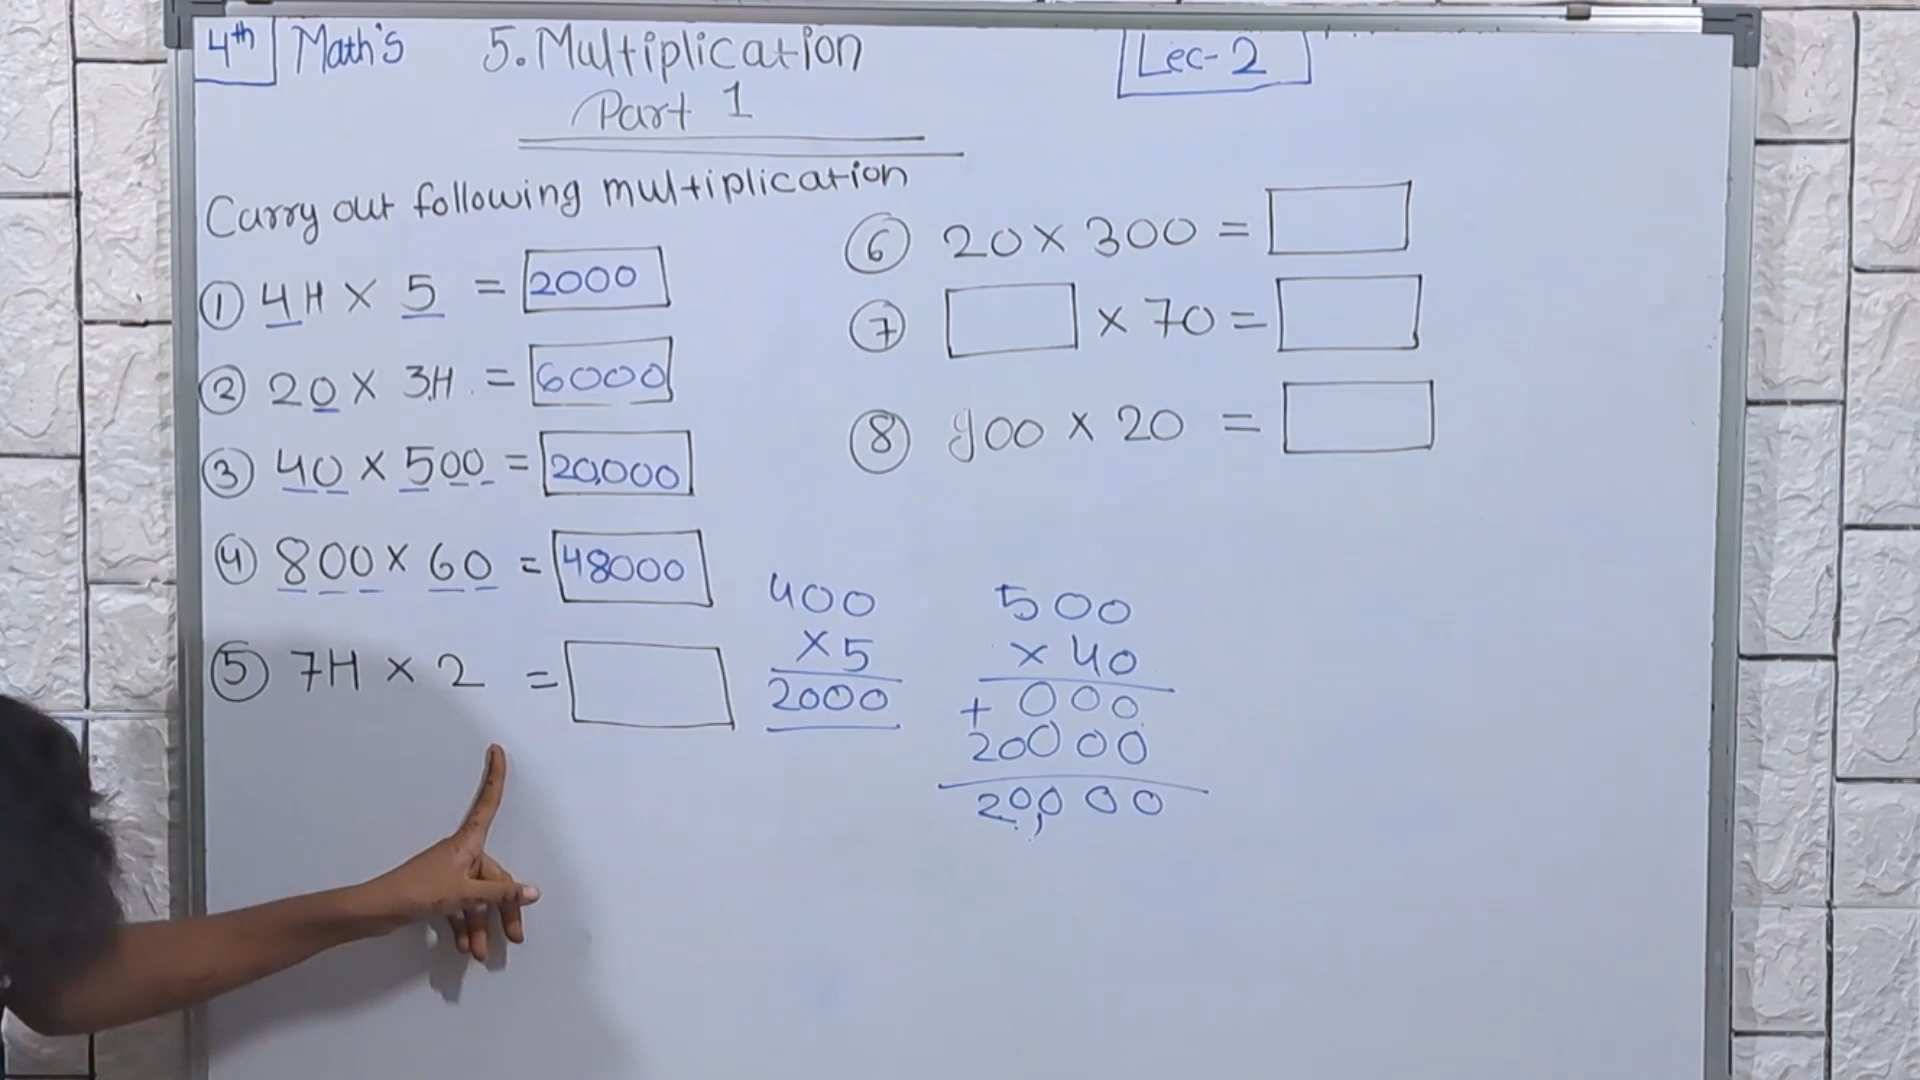 4th Math's 5. Multiplication Lec-2
Part 1
Carry out following multiplication
① 4H × 5 = 2000
② 20 × 3H = 6000
③ 40 × 500 = 20,000
④ 800 × 60 = 48000
⑤ 7H × 2 =
⑥ 20 × 300 =
⑦ × 70 =
⑧ 900 × 20 =
400
× 5
2000
500
× 40
+ 000
20000
20,000